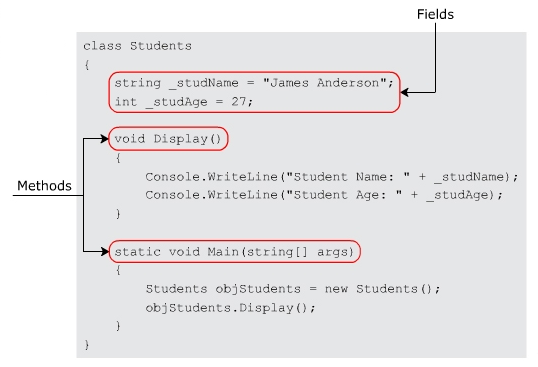 Fields
class Students
{
string _studName = "James Anderson";
int _studAge = 27;
void Display()
{
Console.WriteLine("Student Name: " + _studName);
Console.WriteLine("Student Age: " + _studAge);
}
Methods
static void Main(string[] args)
{
Students objStudents = new Students();
objStudents.Display();
}
}